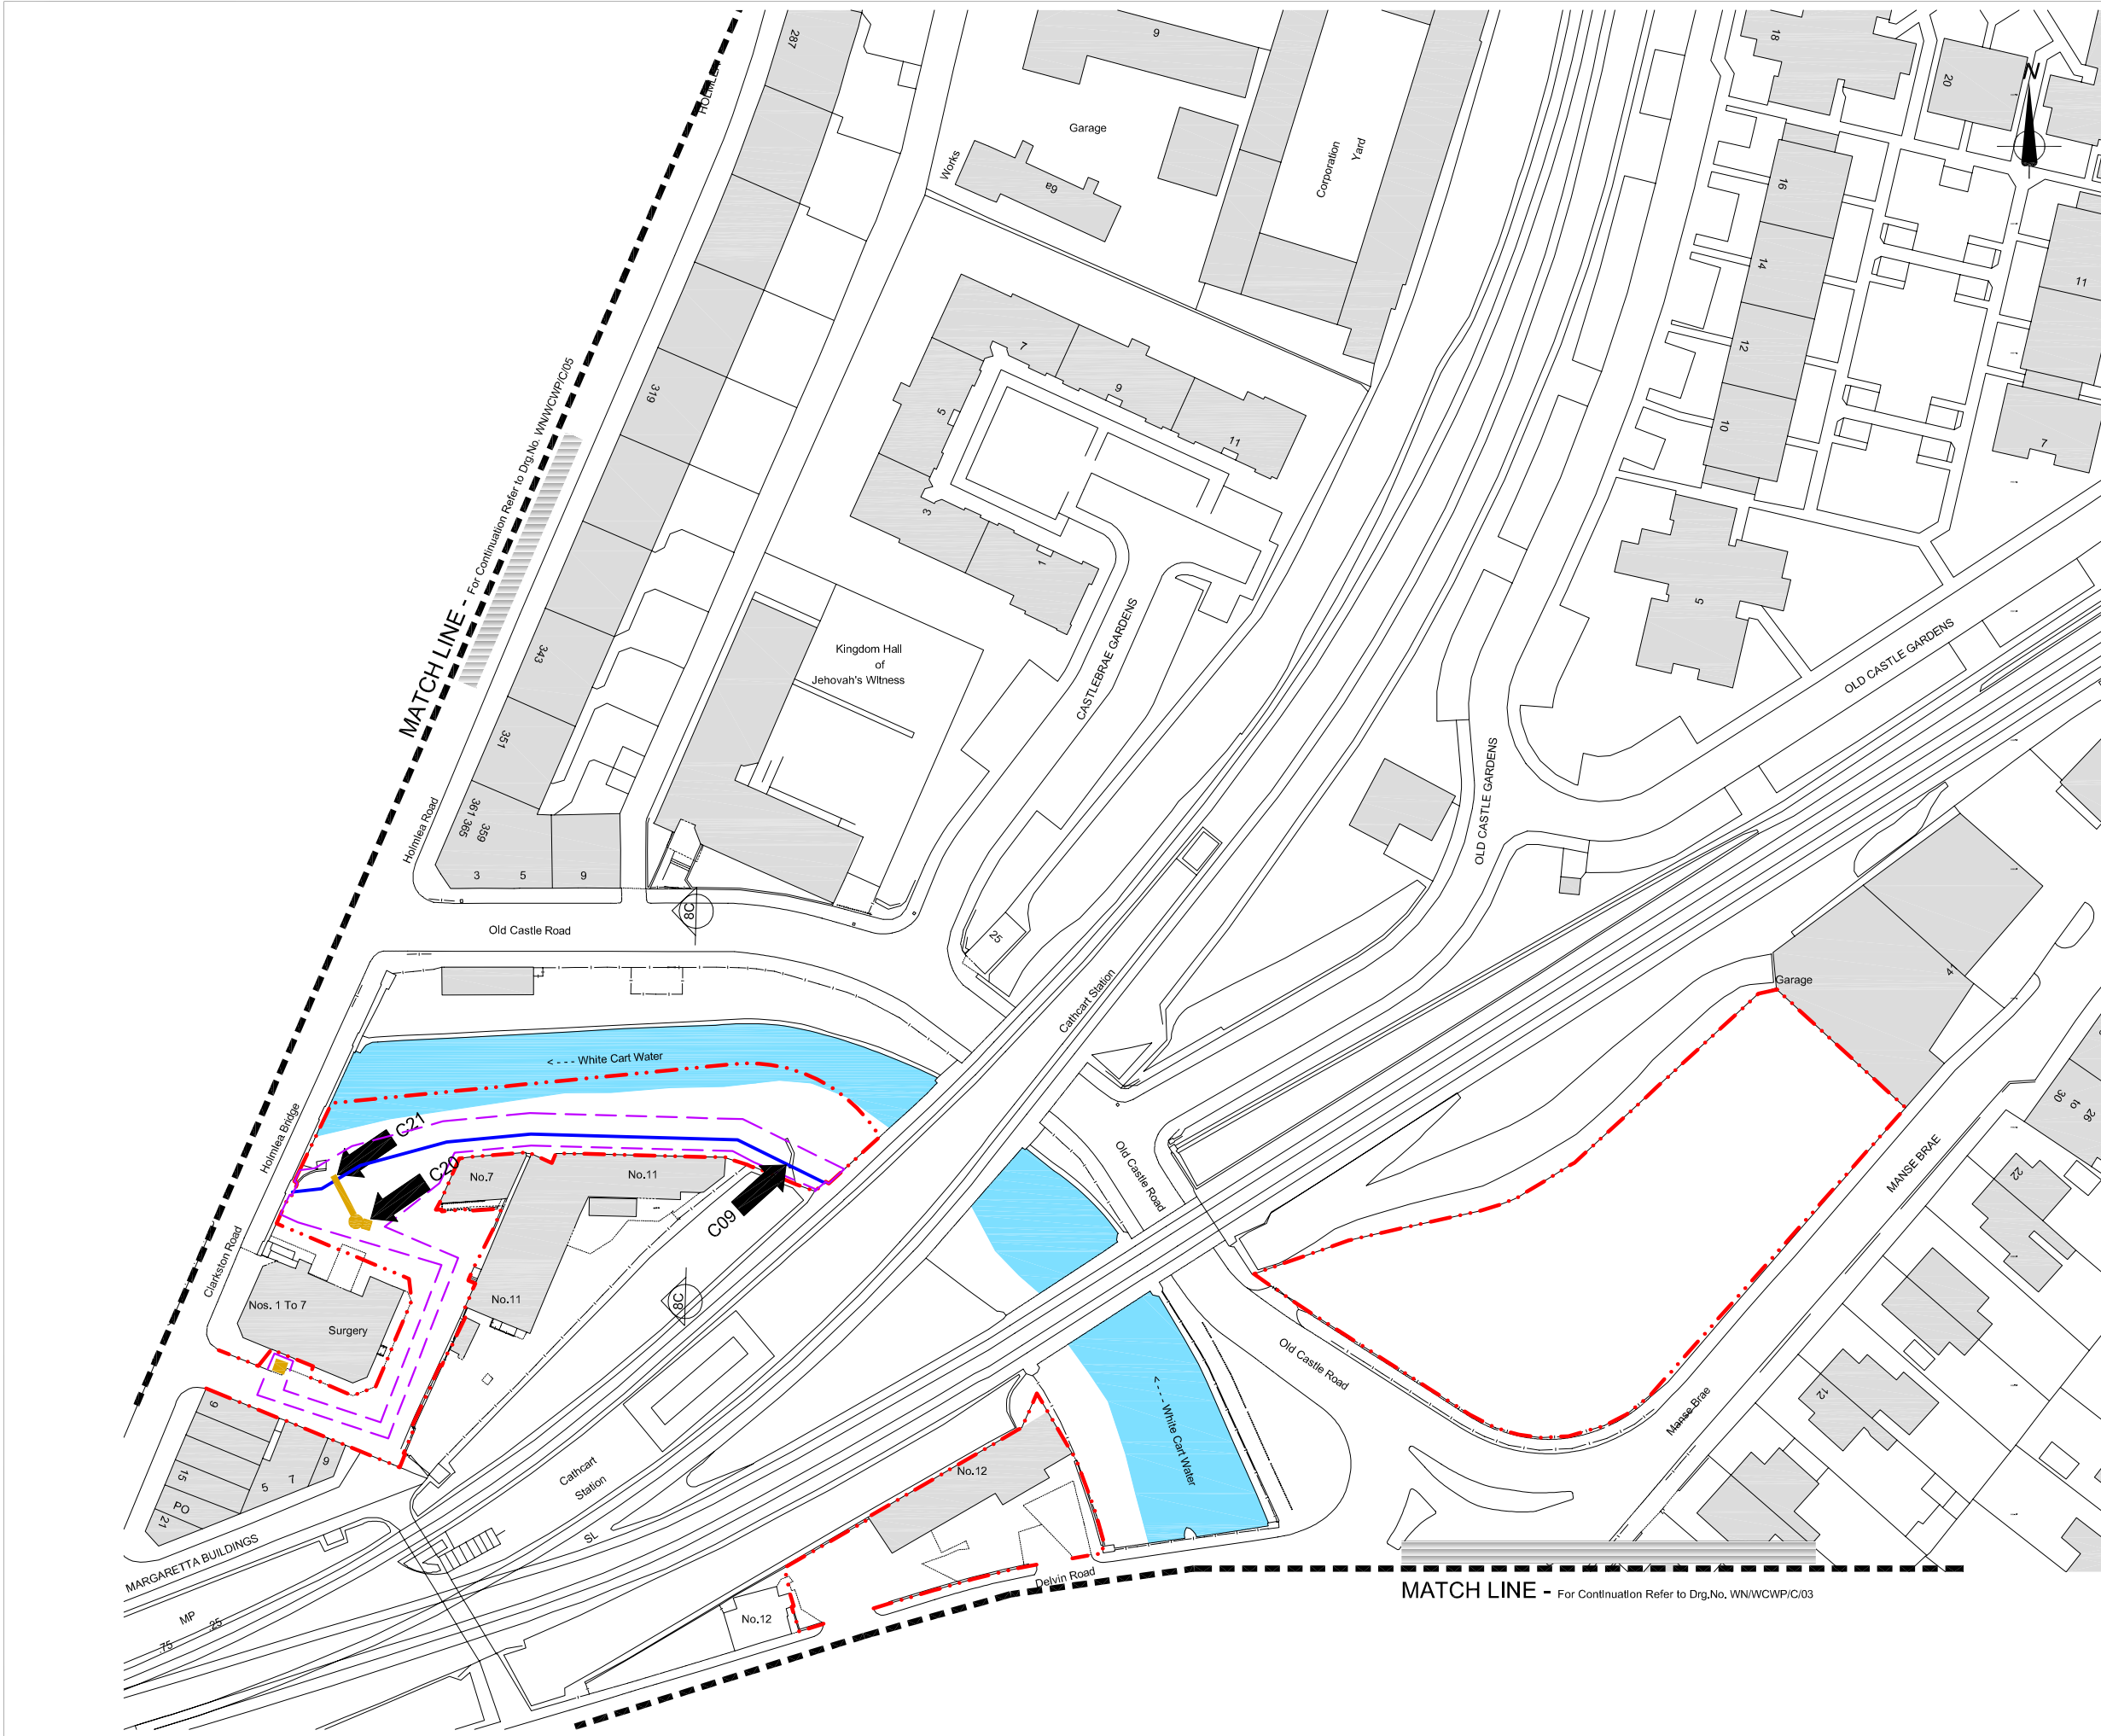 287
HOLMLEA
9
Garage
Works
6a
Corporation
Yard
18
20
N
16
14
12
10
11
7
5
MATCH LINE - For Continuation Refer to Drg.No. WN/WCWP/C/05
319
343
351
361 365
359
3
5
9
7
9
11
5
3
1
Kingdom Hall
of
Jehovah's Witness
CASTLEBRAE GARDENS
OLD CASTLE GARDENS
OLD CASTLE GARDENS
Holmlea Road
Old Castle Road
8C
25
Cathcart Station
Garage
41
<--- White Cart Water
Holmlea Bridge
C21
C20
No.7
No.11
C09
Old Castle Road
MANSE BRAE
26
to
30
22
12
Clarkston Road
Nos. 1 To 7
Surgery
No.11
8C
Old Castle Road
Manse Brae
<--- White Cart Water
9
15
PO
21
5
7
9
Cathcart
Station
SL
No.12
No.12
Delvin Road
MARGARETTA BUILDINGS
MP
.75
.25
MATCH LINE - For Continuation Refer to Drg.No. WN/WCWP/C/03